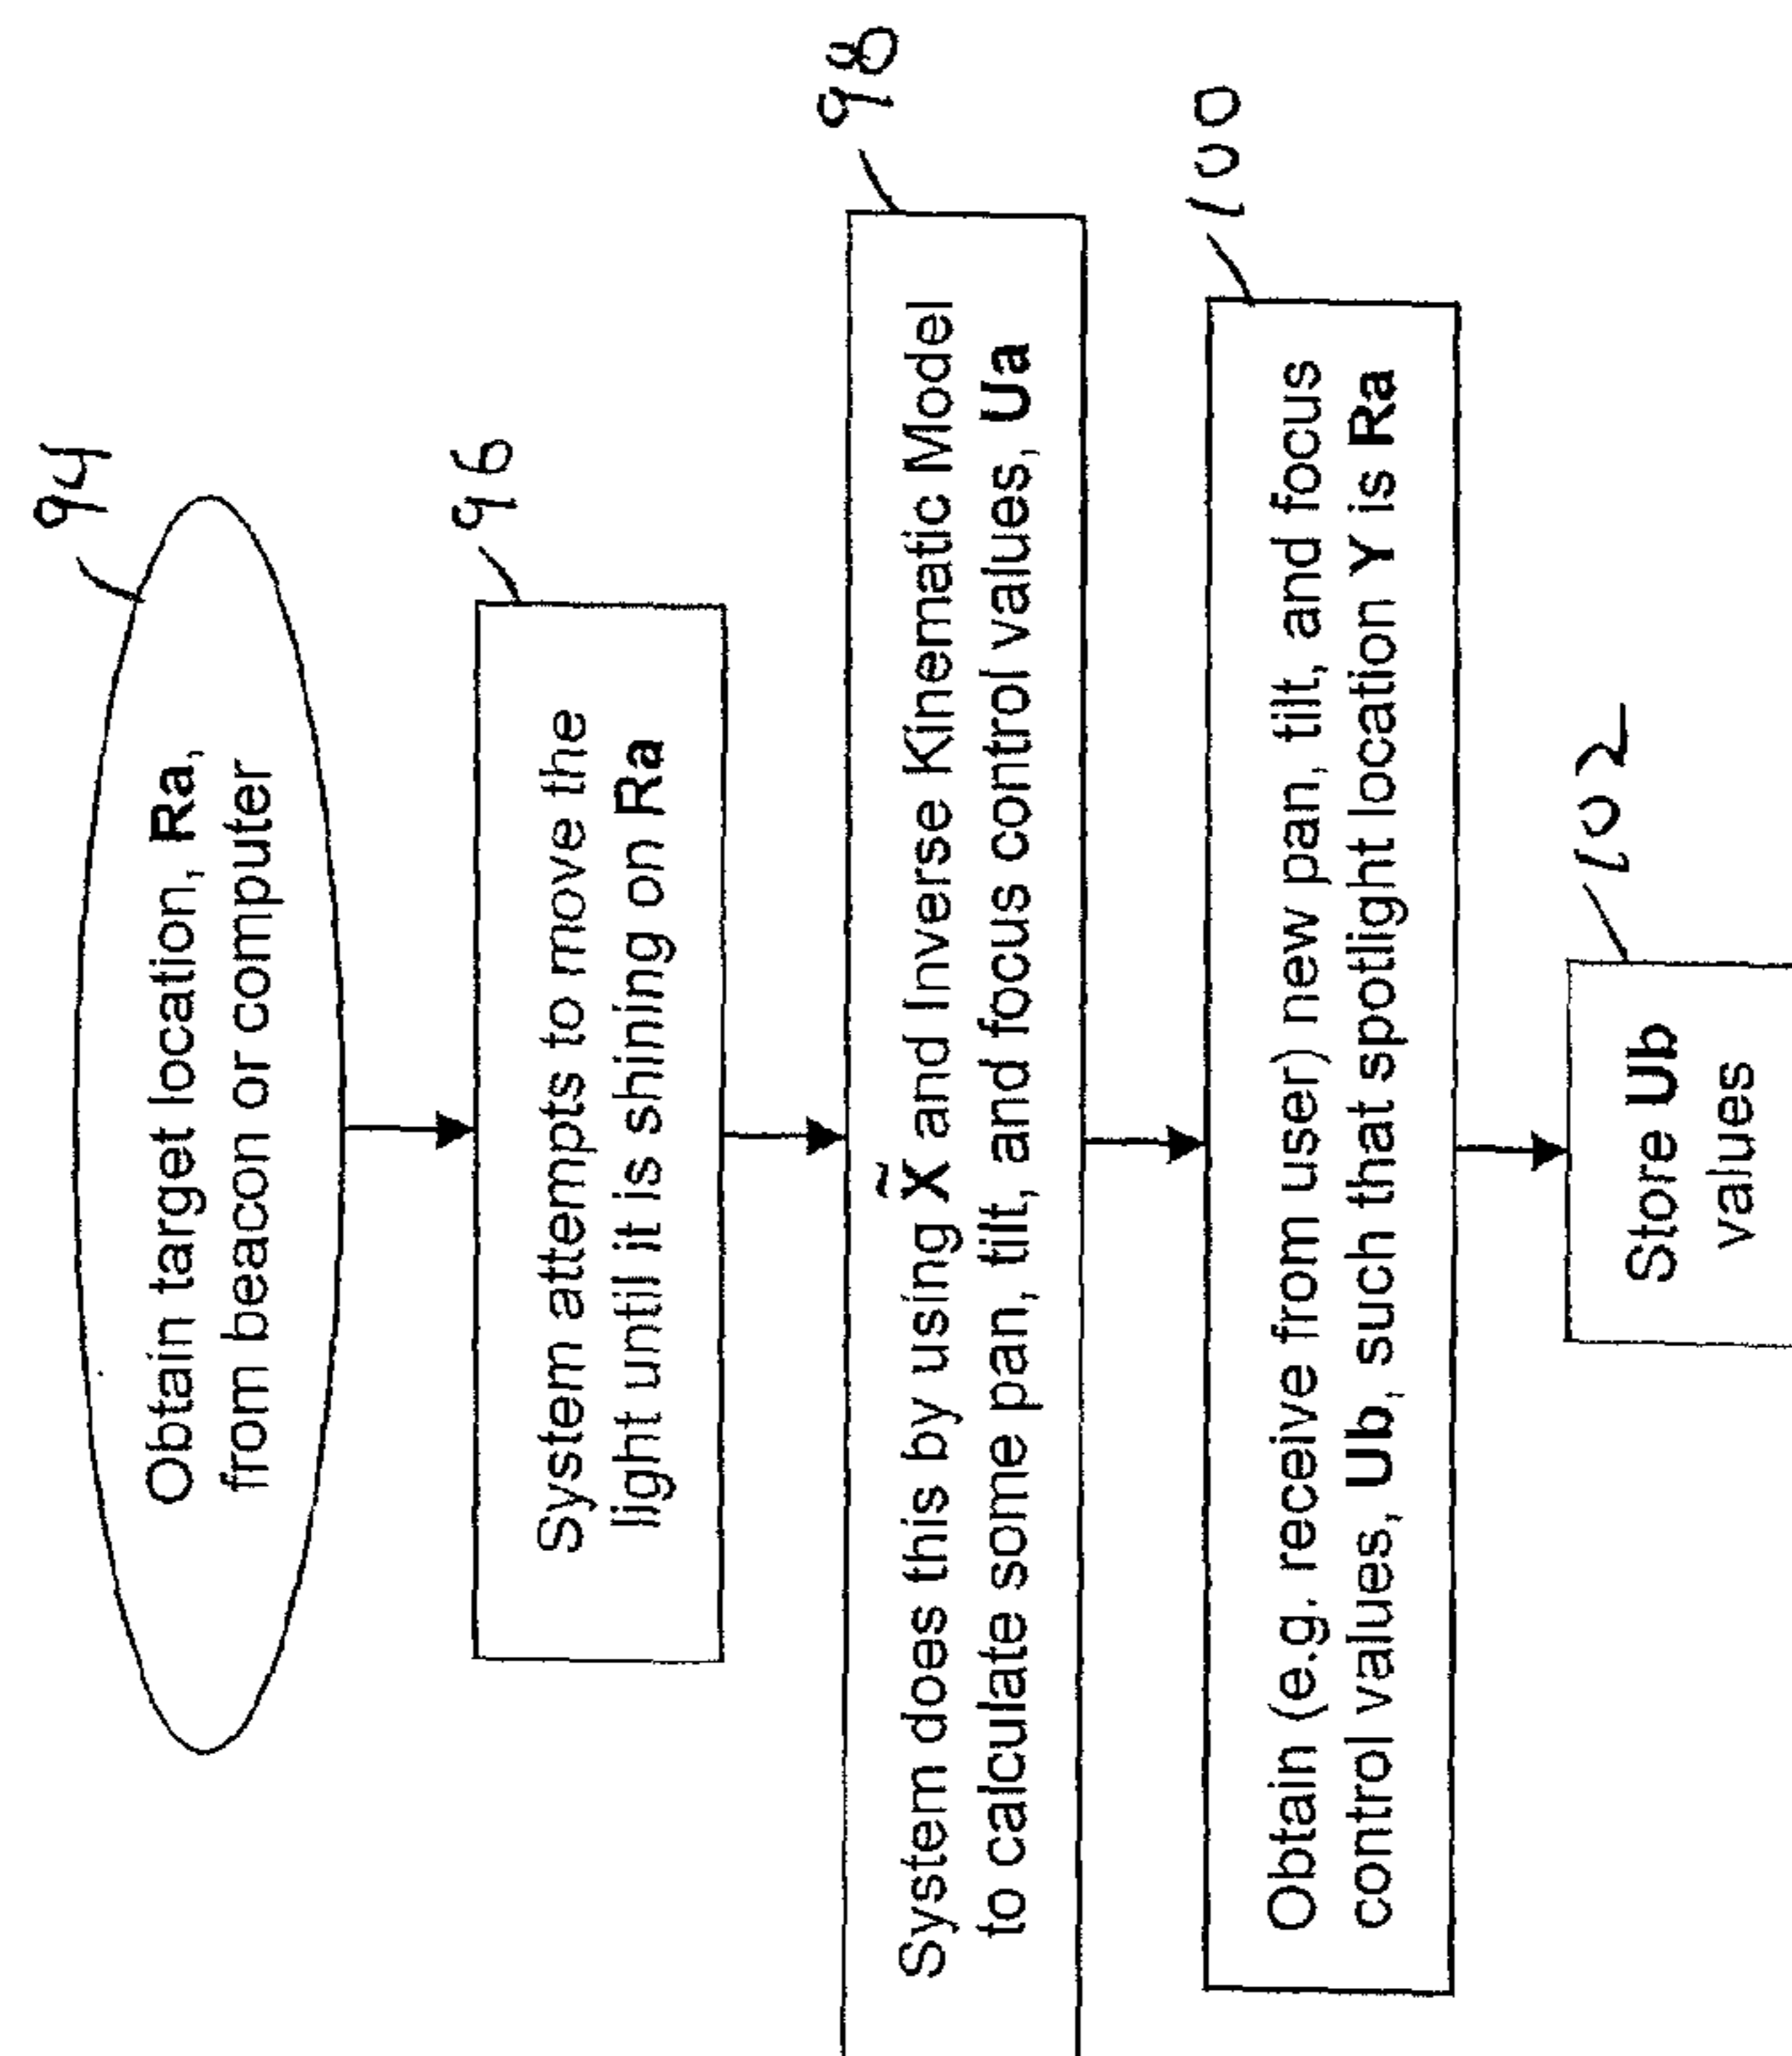 94
Obtain target location, Ra,
from beacon or computer
96
System attempts to move the
light until it is shining on Ra
98
System does this by using X̃ and Inverse Kinematic Model
to calculate some pan, tilt, and focus control values, Ua
100
Obtain (e.g. receive from user) new pan, tilt, and focus
control values, Ub, such that spotlight location Y is Ra
102
Store Ub
values